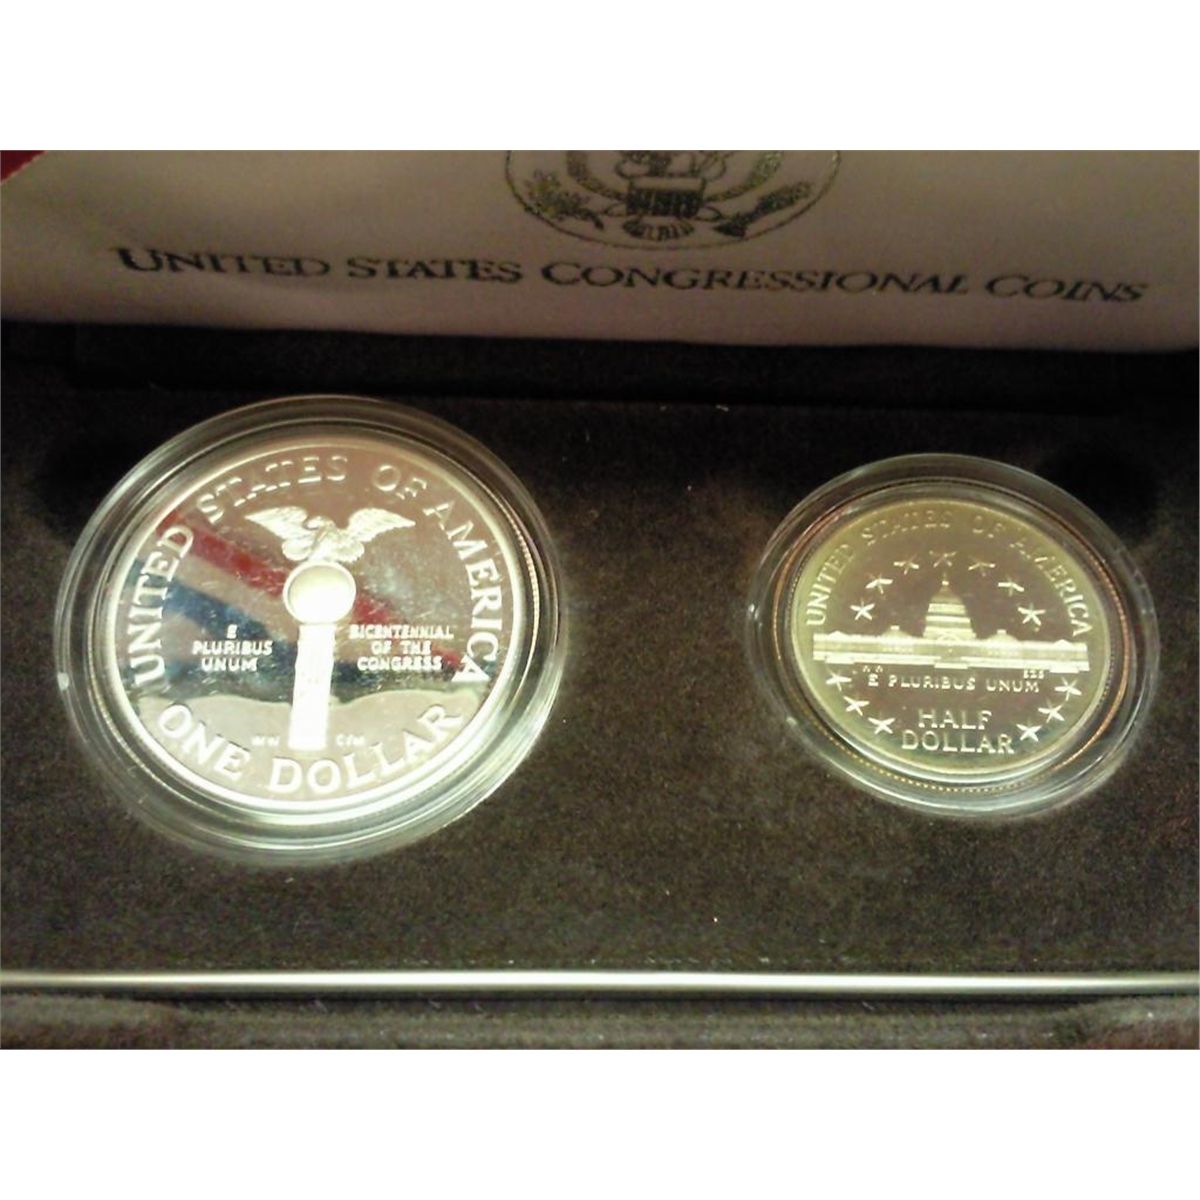 UNITED STATES CONGRESSIONAL COINS
UNITED STATES OF AMERICA
E
PLURIBUS
UNUM
BICENTENNIAL
OF THE
CONGRESS
ONE DOLLAR
UNITED STATES OF AMERICA
E PLURIBUS UNUM
HALF
DOLLAR